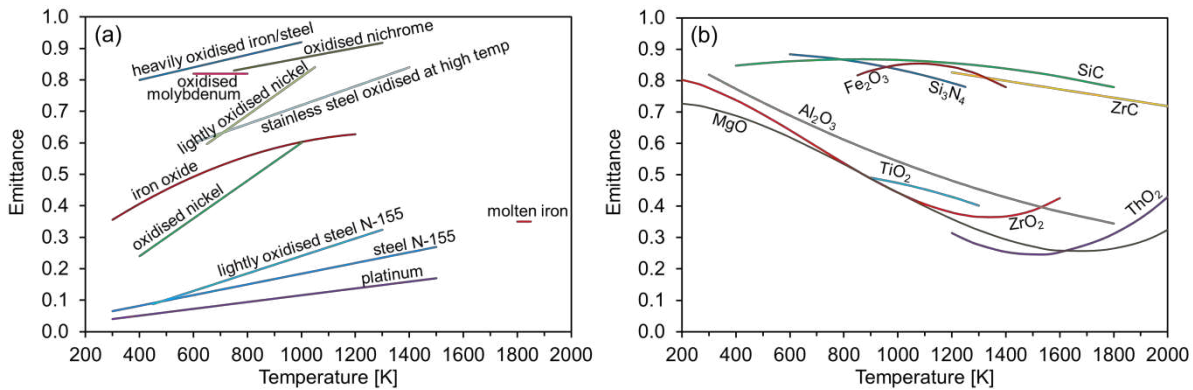 (a)
Emittance
1.0
0.9
0.8
0.7
0.6
0.5
0.4
0.3
0.2
0.1
0.0
heavily oxidised iron/steel
oxidised nichrome
oxidised
molybdenum
lightly oxidised nickel
stainless steel oxidised at high temp
iron oxide
oxidised nickel
lightly oxidised steel N-155
steel N-155
platinum
molten iron
200 400 600 800 1000 1200 1400 1600 1800 2000
Temperature [K]
(b)
Emittance
1.0
0.9
0.8
0.7
0.6
0.5
0.4
0.3
0.2
0.1
0.0
SiC
Fe₂O₃
Si₃N₄
ZrC
Al₂O₃
MgO
TiO₂
ZrO₂
ThO₂
200 400 600 800 1000 1200 1400 1600 1800 2000
Temperature [K]